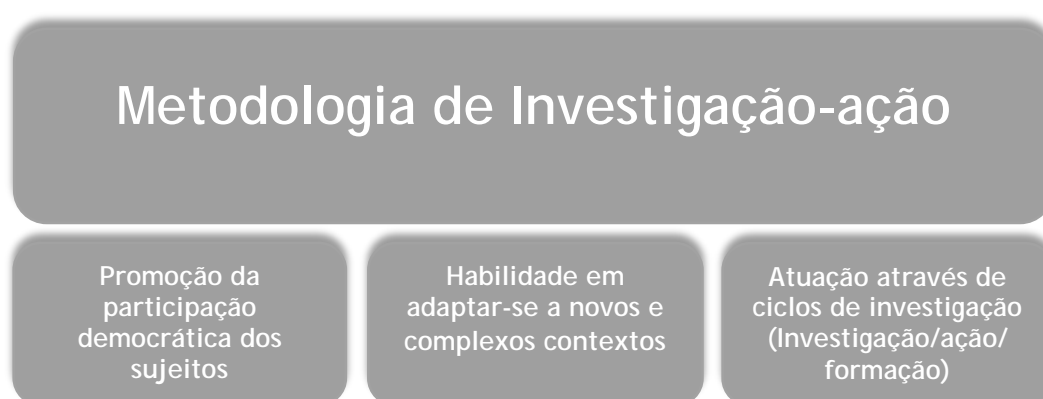 Metodologia de Investigação-ação
Promoção da
participação
democrática dos
sujeitos
Habilidade em
adaptar-se a novos e
complexos contextos
Atuação através de
ciclos de investigação
(Investigação/ação/
formação)